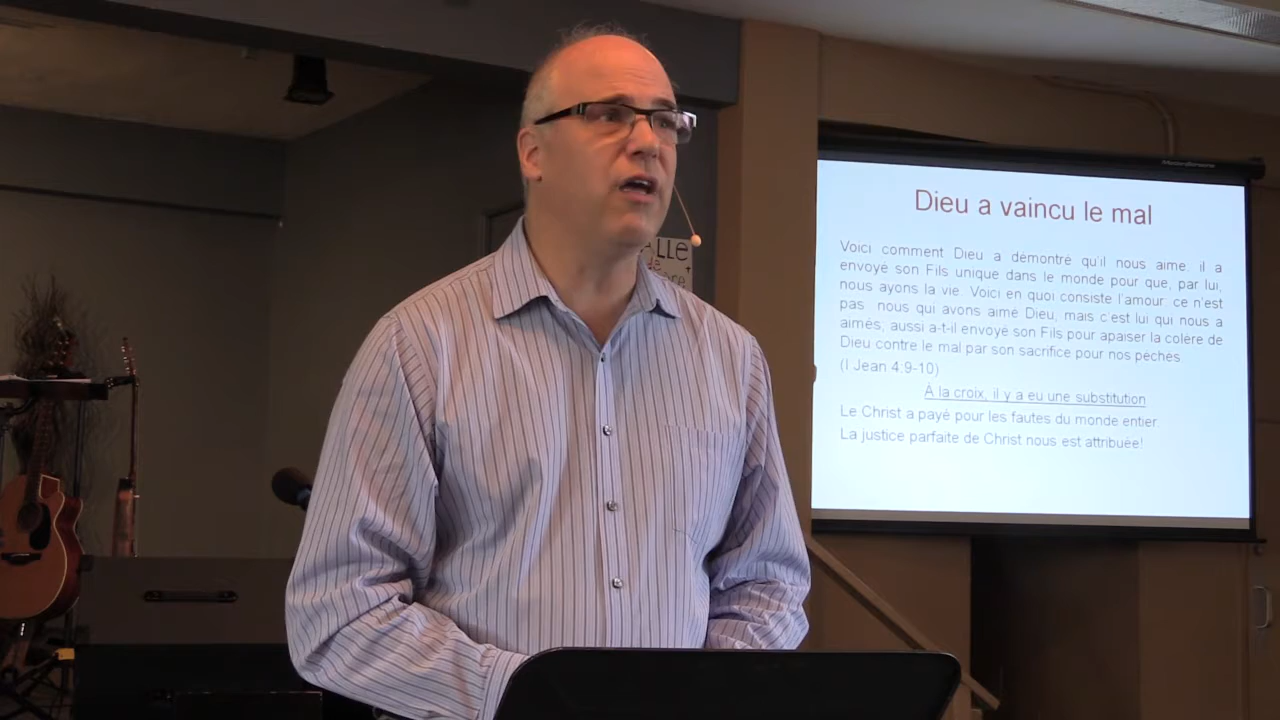 Dieu a vaincu le mal
Voici comment Dieu a démontré qu'il nous aime: il a
envoyé son Fils unique dans le monde pour que, par lui,
nous ayons la vie. Voici en quoi consiste l'amour: ce n'est
pas nous qui avons aimé Dieu, mais c'est lui qui nous a
aimés; aussi a-t-il envoyé son Fils pour apaiser la colère de
Dieu contre le mal par son sacrifice pour nos péchés
(I Jean 4:9-10)
À la croix, il y a eu une substitution
Le Christ a payé pour les fautes du monde entier
La justice parfaite de Christ nous est attribuée!